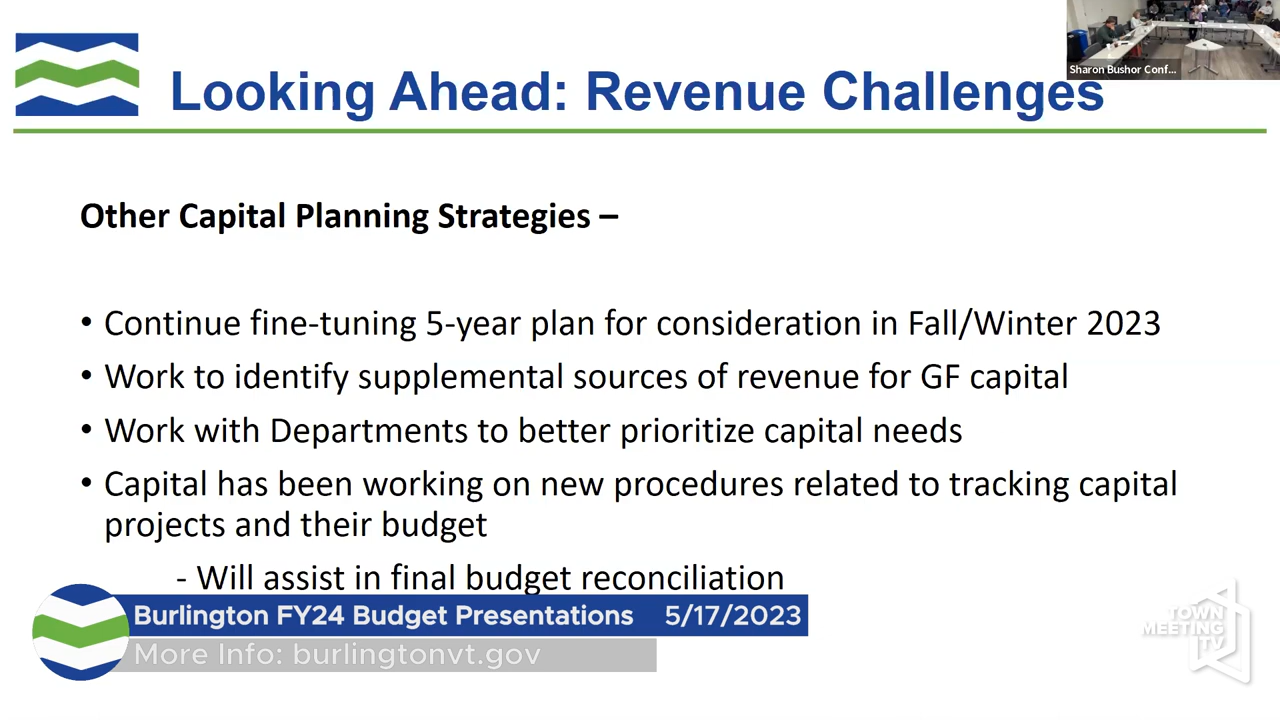 Sharon Bushor Conf...
Looking Ahead: Revenue Challenges
Other Capital Planning Strategies –
• Continue fine-tuning 5-year plan for consideration in Fall/Winter 2023
• Work to identify supplemental sources of revenue for GF capital
• Work with Departments to better prioritize capital needs
• Capital has been working on new procedures related to tracking capital
projects and their budget
- Will assist in final budget reconciliation
Burlington FY24 Budget Presentations 5/17/2023
More Info: burlingtonvt.gov
TOWN
MEETING
TV